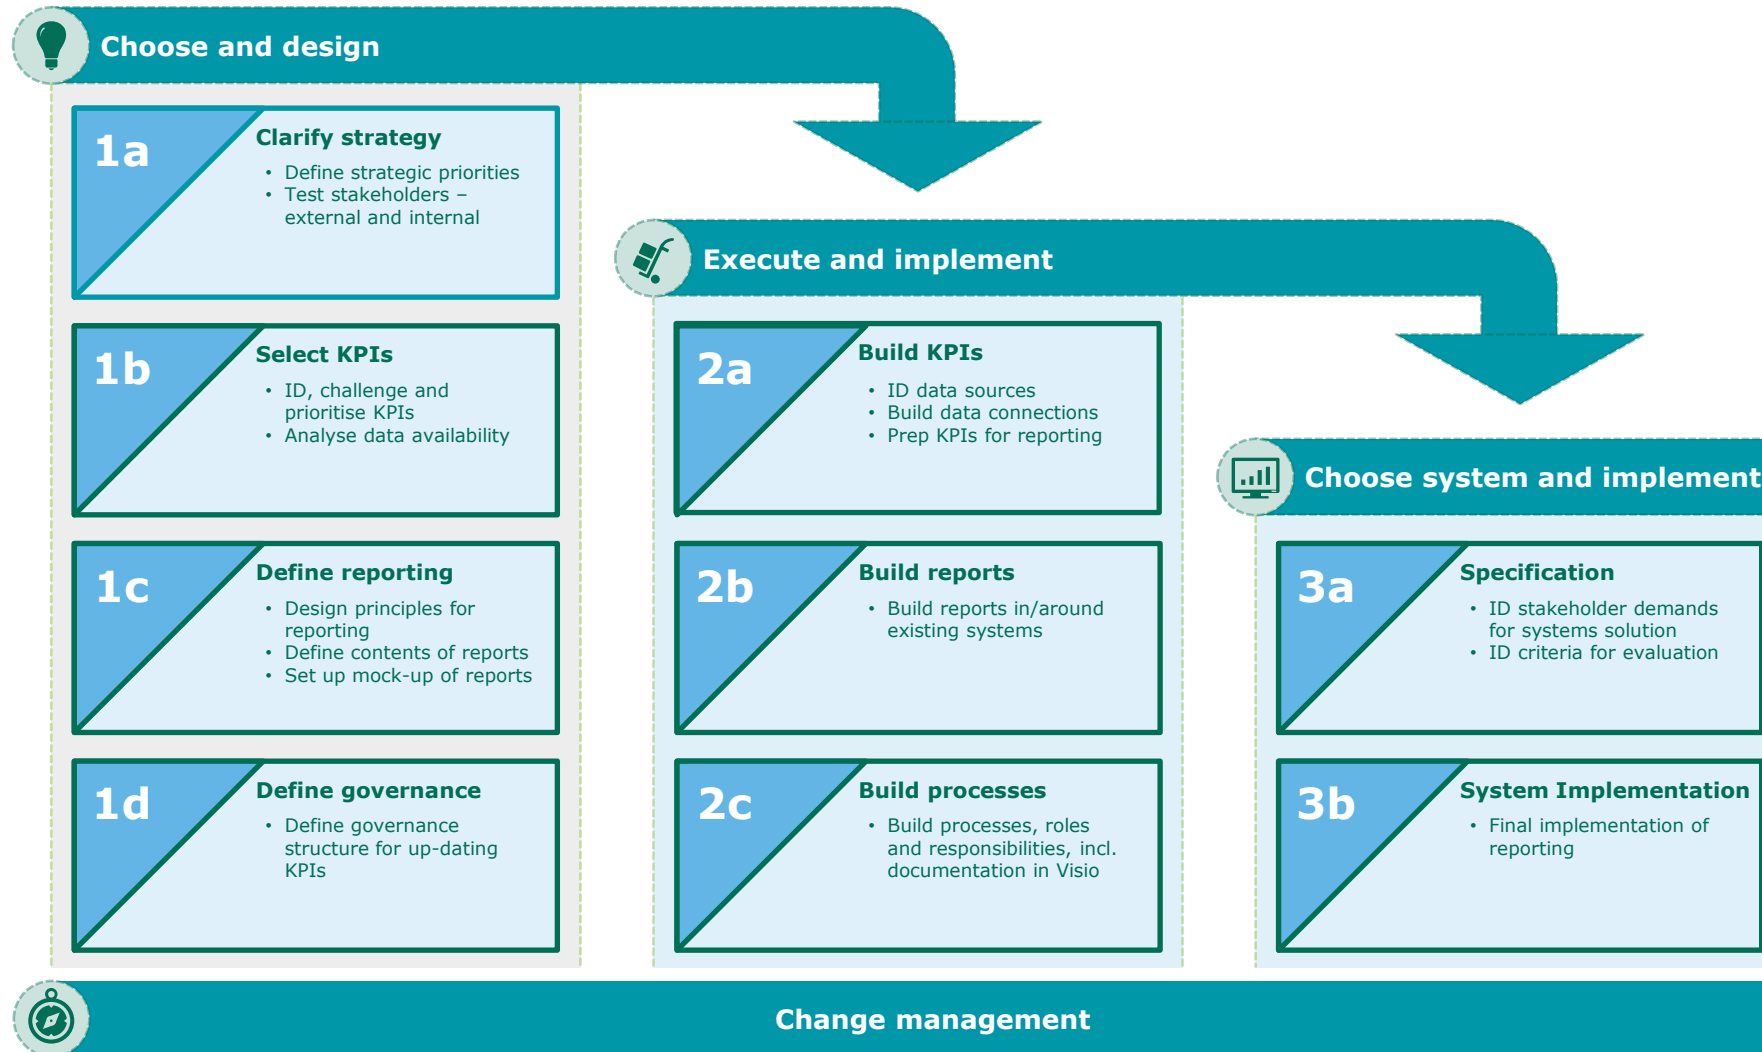 Choose and design
1a
Clarify strategy
• Define strategic priorities
• Test stakeholders –
external and internal
1b
Select KPIs
• ID, challenge and
prioritise KPIs
• Analyse data availability
1c
Define reporting
• Design principles for
reporting
• Define contents of reports
• Set up mock-up of reports
1d
Define governance
• Define governance
structure for up-dating
KPIs
Execute and implement
2a
Build KPIs
• ID data sources
• Build data connections
• Prep KPIs for reporting
2b
Build reports
• Build reports in/around
existing systems
2c
Build processes
• Build processes, roles
and responsibilities, incl.
documentation in Visio
Choose system and implement
3a
Specification
• ID stakeholder demands
for systems solution
• ID criteria for evaluation
3b
System Implementation
• Final implementation of
reporting
Change management